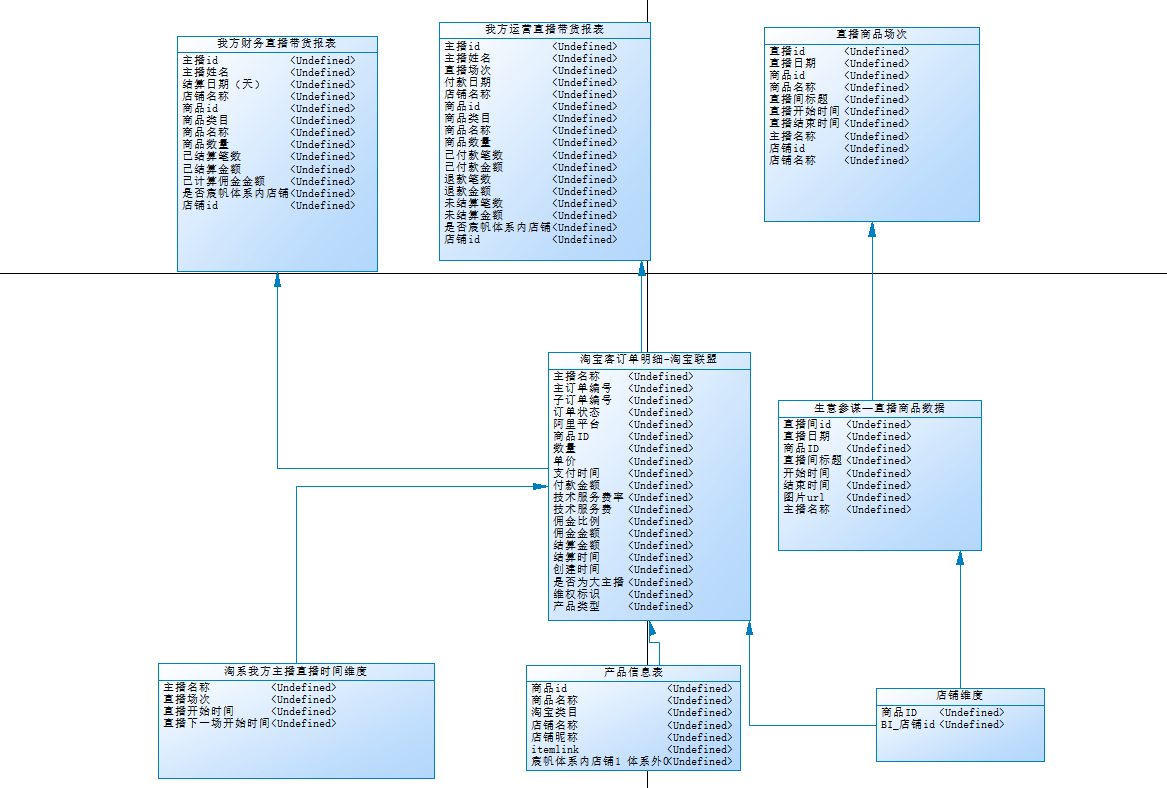 我方财务直播带货报表
主播id <Undefined>
主播姓名 <Undefined>
结算日期（天） <Undefined>
店铺名称 <Undefined>
商品id <Undefined>
商品类目 <Undefined>
商品名称 <Undefined>
商品数量 <Undefined>
已结算笔数 <Undefined>
已结算金额 <Undefined>
已计算佣金金额 <Undefined>
是否宸帆体系内店铺 <Undefined>
店铺id <Undefined>
我方运营直播带货报表
主播id <Undefined>
主播姓名 <Undefined>
直播场次 <Undefined>
付款日期 <Undefined>
店铺名称 <Undefined>
商品id <Undefined>
商品类目 <Undefined>
商品名称 <Undefined>
商品数量 <Undefined>
已付款笔数 <Undefined>
已付款金额 <Undefined>
退款笔数 <Undefined>
退款金额 <Undefined>
未结算笔数 <Undefined>
未结算金额 <Undefined>
是否宸帆体系内店铺 <Undefined>
店铺id <Undefined>
直播商品场次
直播id <Undefined>
直播日期 <Undefined>
商品id <Undefined>
商品名称 <Undefined>
直播间标题 <Undefined>
直播开始时间 <Undefined>
直播结束时间 <Undefined>
主播名称 <Undefined>
店铺id <Undefined>
店铺名称 <Undefined>
淘宝客订单明细-淘宝联盟
主播名称 <Undefined>
主订单编号 <Undefined>
子订单编号 <Undefined>
订单状态 <Undefined>
阿里平台 <Undefined>
商品ID <Undefined>
数量 <Undefined>
单价 <Undefined>
支付时间 <Undefined>
付款金额 <Undefined>
技术服务费率 <Undefined>
技术服务费 <Undefined>
佣金比例 <Undefined>
佣金金额 <Undefined>
结算金额 <Undefined>
结算时间 <Undefined>
创建时间 <Undefined>
是否为大主播 <Undefined>
维权标识 <Undefined>
产品类型 <Undefined>
生意参谋—直播商品数据
直播间id <Undefined>
直播日期 <Undefined>
商品ID <Undefined>
直播间标题 <Undefined>
开始时间 <Undefined>
结束时间 <Undefined>
图片url <Undefined>
主播名称 <Undefined>
淘系我方主播直播时间维度
主播名称 <Undefined>
直播场次 <Undefined>
直播开始时间 <Undefined>
直播下一场开始时间 <Undefined>
产品信息表
商品id <Undefined>
商品名称 <Undefined>
淘宝类目 <Undefined>
店铺名称 <Undefined>
店铺昵称 <Undefined>
itemlink <Undefined>
宸帆体系内店铺1 体系外0 <Undefined>
店铺维度
商品ID <Undefined>
BI_店铺id <Undefined>